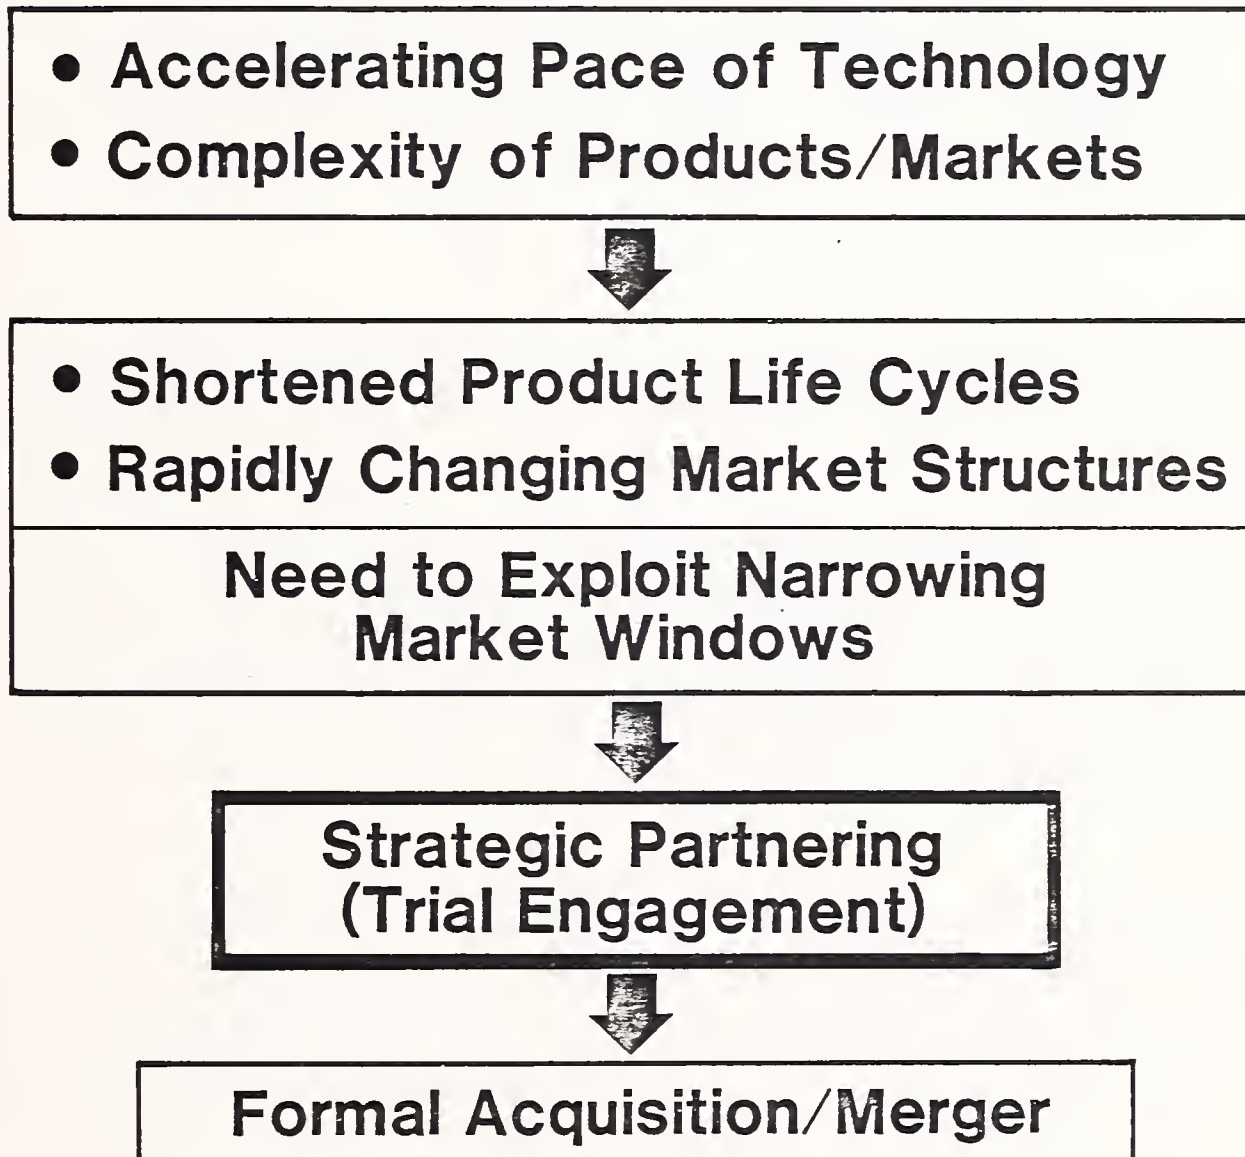 • Accelerating Pace of Technology
• Complexity of Products/Markets
• Shortened Product Life Cycles
• Rapidly Changing Market Structures
Need to Exploit Narrowing
Market Windows
Strategic Partnering
(Trial Engagement)
Formal Acquisition/Merger